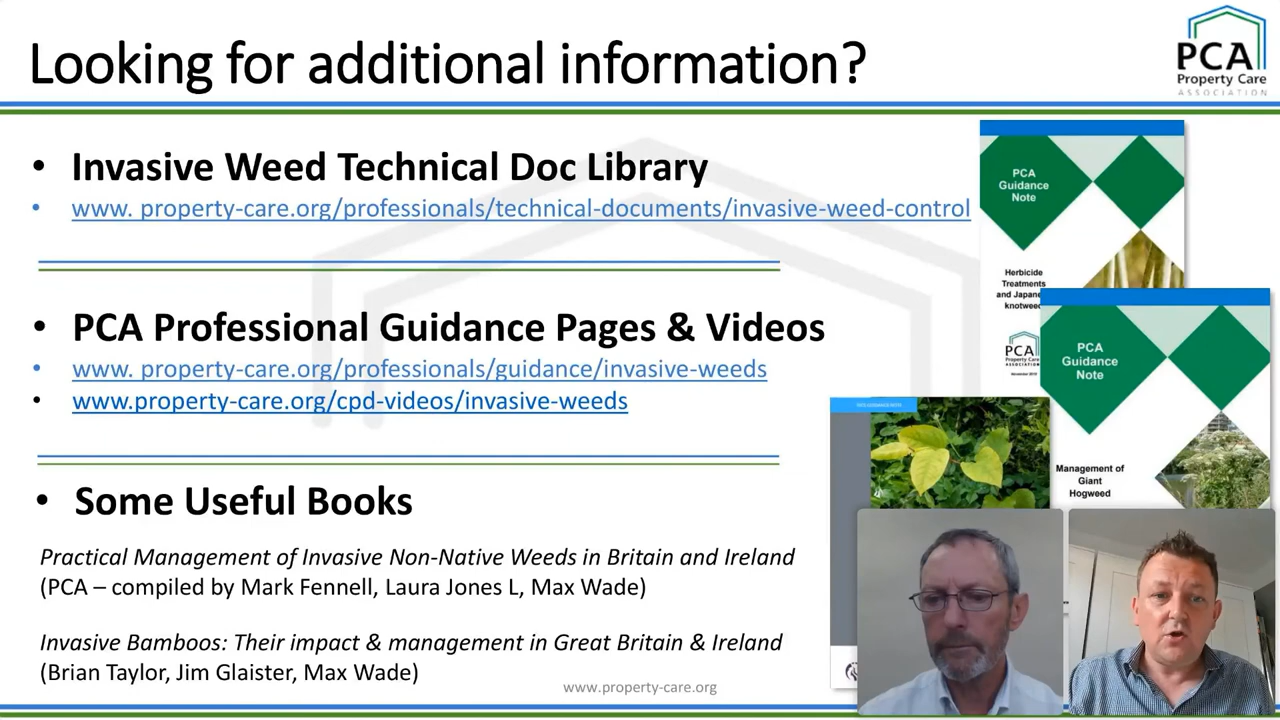 Looking for additional information?
PCA
Property Care
ASSOCIATION
• Invasive Weed Technical Doc Library
• www. property-care.org/professionals/technical-documents/invasive-weed-control
• PCA Professional Guidance Pages & Videos
• www. property-care.org/professionals/guidance/invasive-weeds
• www.property-care.org/cpd-videos/invasive-weeds
• Some Useful Books
Practical Management of Invasive Non-Native Weeds in Britain and Ireland
(PCA – compiled by Mark Fennell, Laura Jones L, Max Wade)
Invasive Bamboos: Their impact & management in Great Britain & Ireland
(Brian Taylor, Jim Glaister, Max Wade)
www.property-care.org
PCA
Guidance
Note
Herbicide
Treatments
and Japane
knotweed
PCA
Property Care
PCA
Guidance
Note
Management of
Giant
Hogweed